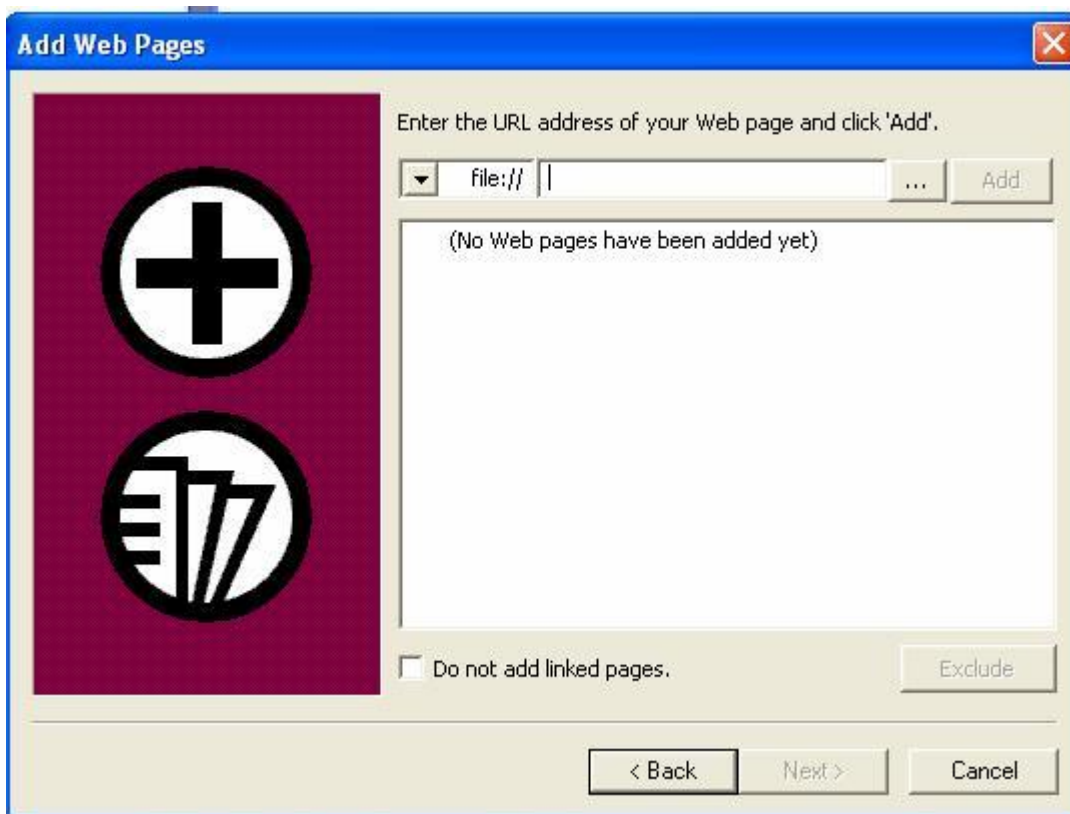 Add Web Pages
Enter the URL address of your Web page and click 'Add'.
file:// ... Add
(No Web pages have been added yet)
Do not add linked pages. Exclude
< Back Next > Cancel